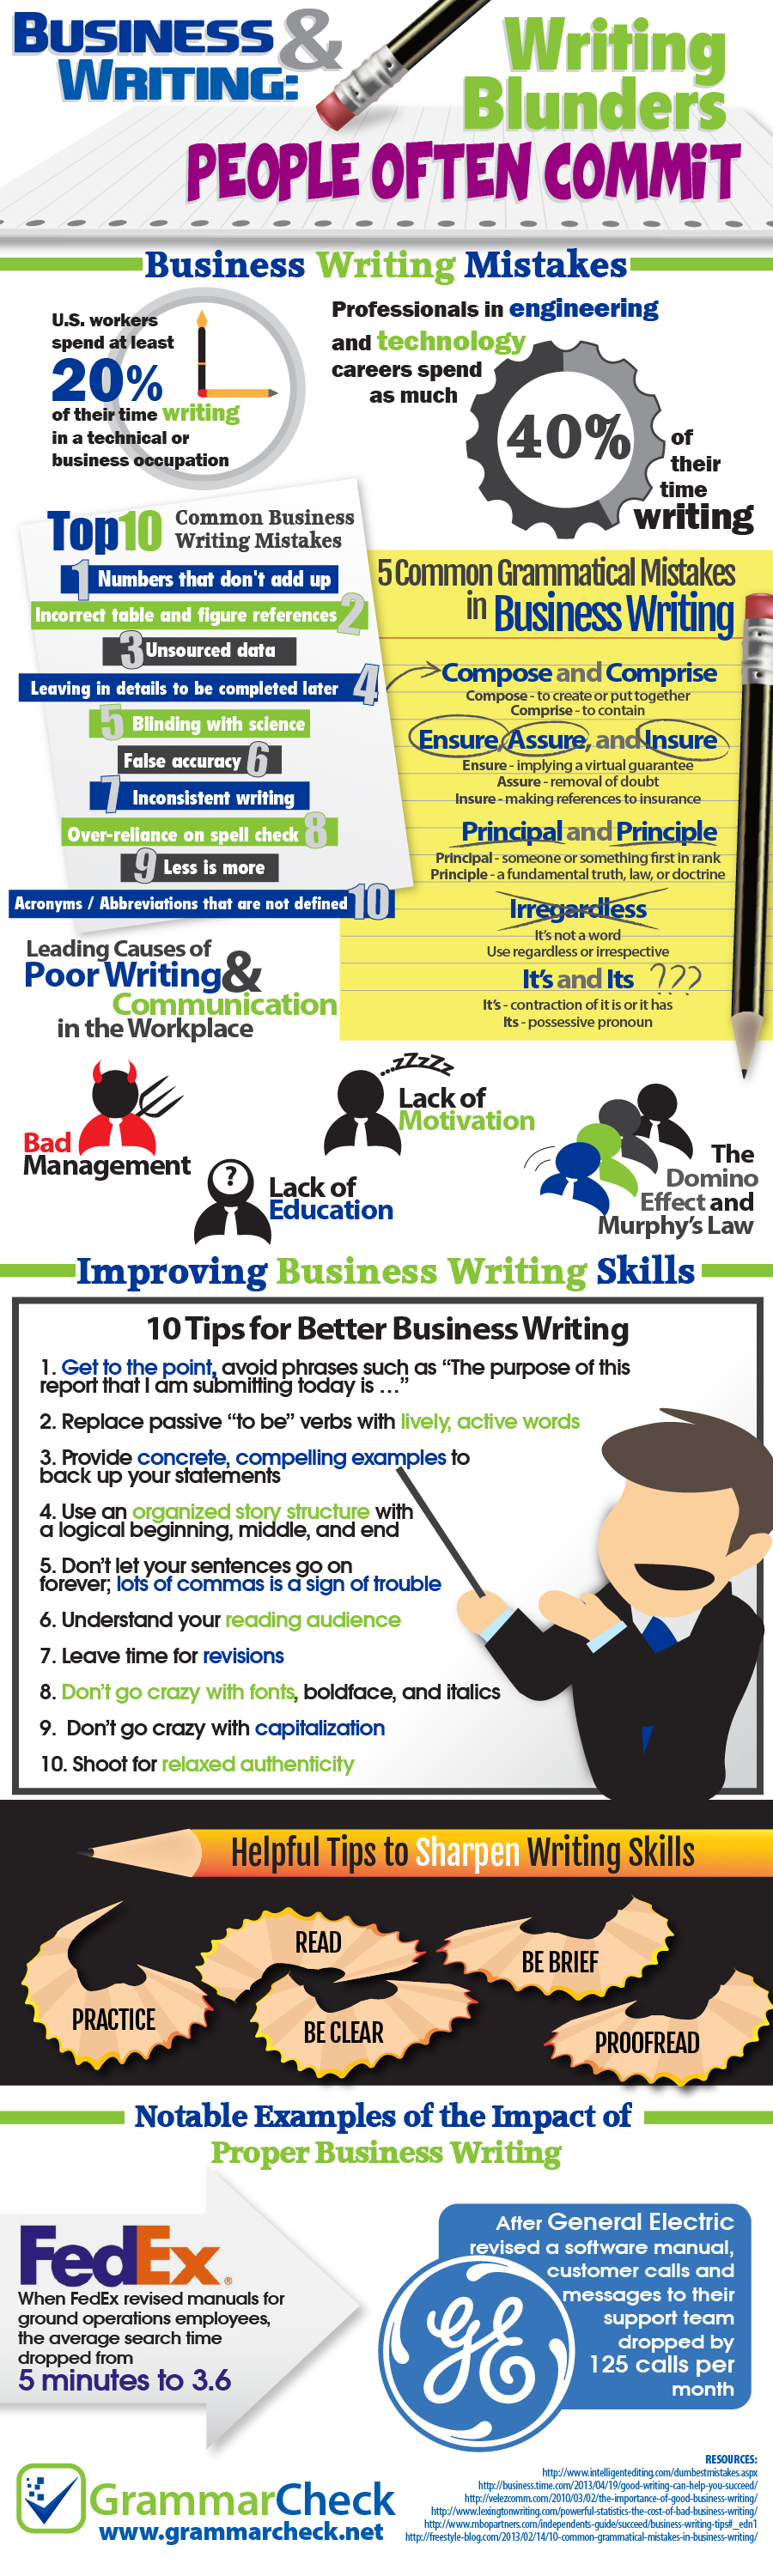 BUSINESS &
WRITING:
Writing
Blunders
PEOPLE OFTEN COMMiT
Business Writing Mistakes
U.S. workers
spend at least
20%
of their time writing
in a technical or
business occupation
Professionals in engineering
and technology
careers spend
as much
40%
of
their
time
writing
Top10 Common Business
Writing Mistakes
1 Numbers that don't add up
Incorrect table and figure references 2
3 Unsourced data
Leaving in details to be completed later 4
5 Blinding with science
False accuracy 6
7 Inconsistent writing
Over-reliance on spell check 8
9 Less is more
Acronyms / Abbreviations that are not defined 10
5 Common Grammatical Mistakes
in Business Writing
Compose and Comprise
Compose - to create or put together
Comprise - to contain
Ensure, Assure, and Insure
Ensure - implying a virtual guarantee
Assure - removal of doubt
Insure - making references to insurance
Principal and Principle
Principal - someone or something first in rank
Principle - a fundamental truth, law, or doctrine
Irregardless
It's not a word
Use regardless or irrespective
It's and Its ???
It's - contraction of it is or it has
Its - possessive pronoun
Leading Causes of
Poor Writing &
Communication
in the Workplace
Bad
Management
?
Lack of
Education
...zZZZZ
Lack of
Motivation
The
Domino
Effect and
Murphy's Law
Improving Business Writing Skills
10 Tips for Better Business Writing
1. Get to the point, avoid phrases such as “The purpose of this
report that I am submitting today is ...”
2. Replace passive “to be” verbs with lively, active words
3. Provide concrete, compelling examples to
back up your statements
4. Use an organized story structure with
a logical beginning, middle, and end
5. Don't let your sentences go on
forever; lots of commas is a sign of trouble
6. Understand your reading audience
7. Leave time for revisions
8. Don't go crazy with fonts, boldface, and italics
9. Don't go crazy with capitalization
10. Shoot for relaxed authenticity
Helpful Tips to Sharpen Writing Skills
PRACTICE
READ
BE CLEAR
BE BRIEF
PROOFREAD
Notable Examples of the Impact of
Proper Business Writing
FedEx®
When FedEx revised manuals for
ground operations employees,
the average search time
dropped from
5 minutes to 3.6
GE
After General Electric
revised a software manual,
customer calls and
messages to their
support team
dropped by
125 calls per
month
GrammarCheck
www.grammarcheck.net
RESOURCES:
http://www.intelligentediting.com/dumbestmistakes.aspx
http://business.time.com/2013/04/19/good-writing-can-help-you-succeed/
http://velezcomm.com/2010/03/02/the-importance-of-good-business-writing/
http://www.lexingtonwriting.com/powerful-statistics-the-cost-of-bad-business-writing/
http://www.mbopartners.com/independents-guide/succeed/business-writing-tips#_edn1
http://freestyle-blog.com/2013/02/14/10-common-grammatical-mistakes-in-business-writing/